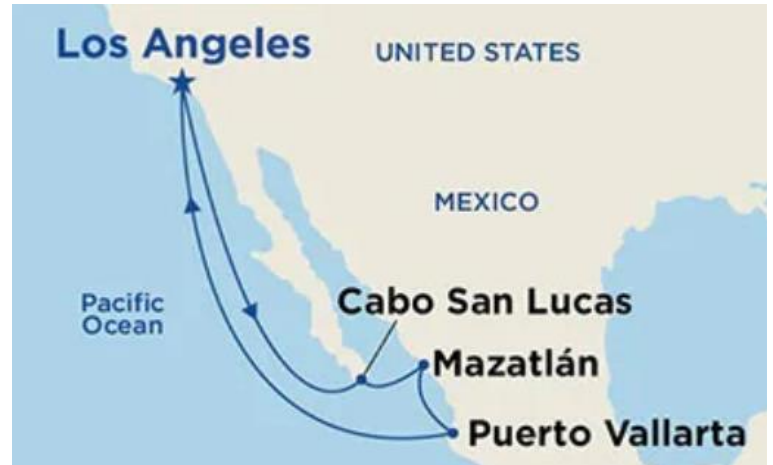 Los Angeles
UNITED STATES
MEXICO
Pacific
Ocean
Cabo San Lucas
Mazatlán
Puerto Vallarta